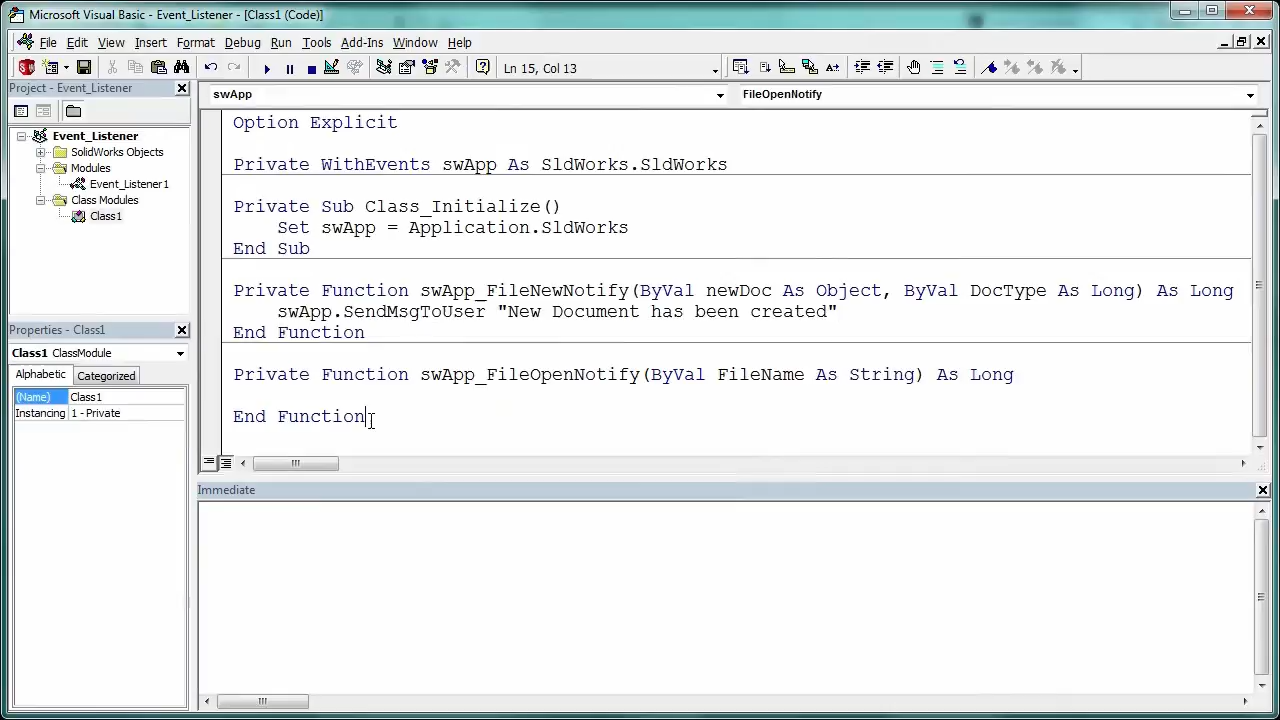 Microsoft Visual Basic - Event_Listener - [Class1 (Code)]
File Edit View Insert Format Debug Run Tools Add-Ins Window Help
Ln 15, Col 13
Project - Event_Listener
swApp FileOpenNotify
Event_Listener
SolidWorks Objects
Modules
Event_Listener1
Class Modules
Class1
Properties - Class1
Class1 ClassModule
Alphabetic Categorized
(Name) Class1
Instancing 1 - Private
Option Explicit
Private WithEvents swApp As SldWorks.SldWorks
Private Sub Class_Initialize()
Set swApp = Application.SldWorks
End Sub
Private Function swApp_FileNewNotify(ByVal newDoc As Object, ByVal DocType As Long) As Long
swApp.SendMsgToUser "New Document has been created"
End Function
Private Function swApp_FileOpenNotify(ByVal FileName As String) As Long
End Function
Immediate